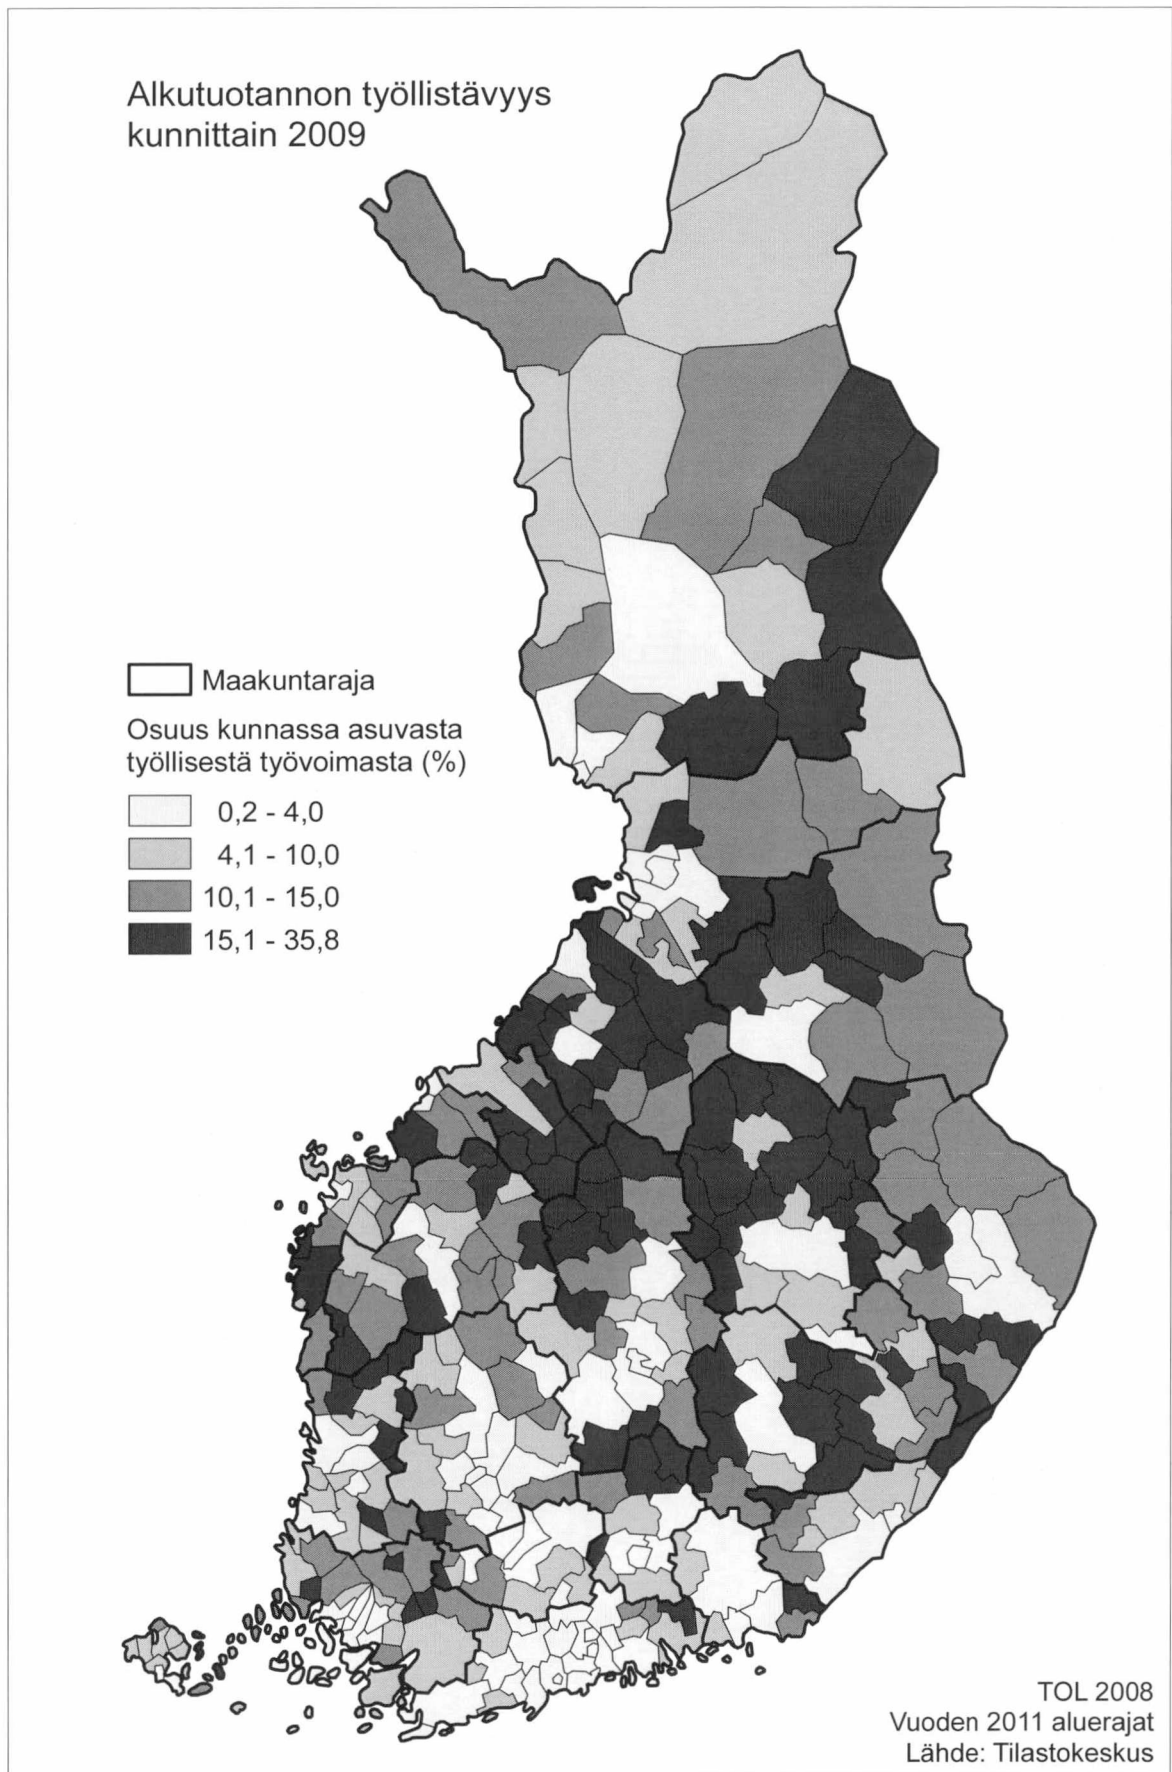 Alkutuotannon työllistävyys
kunnittain 2009
Maakuntaraja
Osuus kunnassa asuvasta
työllisestä työvoimasta (%)
0,2 - 4,0
4,1 - 10,0
10,1 - 15,0
15,1 - 35,8
TOL 2008
Vuoden 2011 aluerajat
Lähde: Tilastokeskus